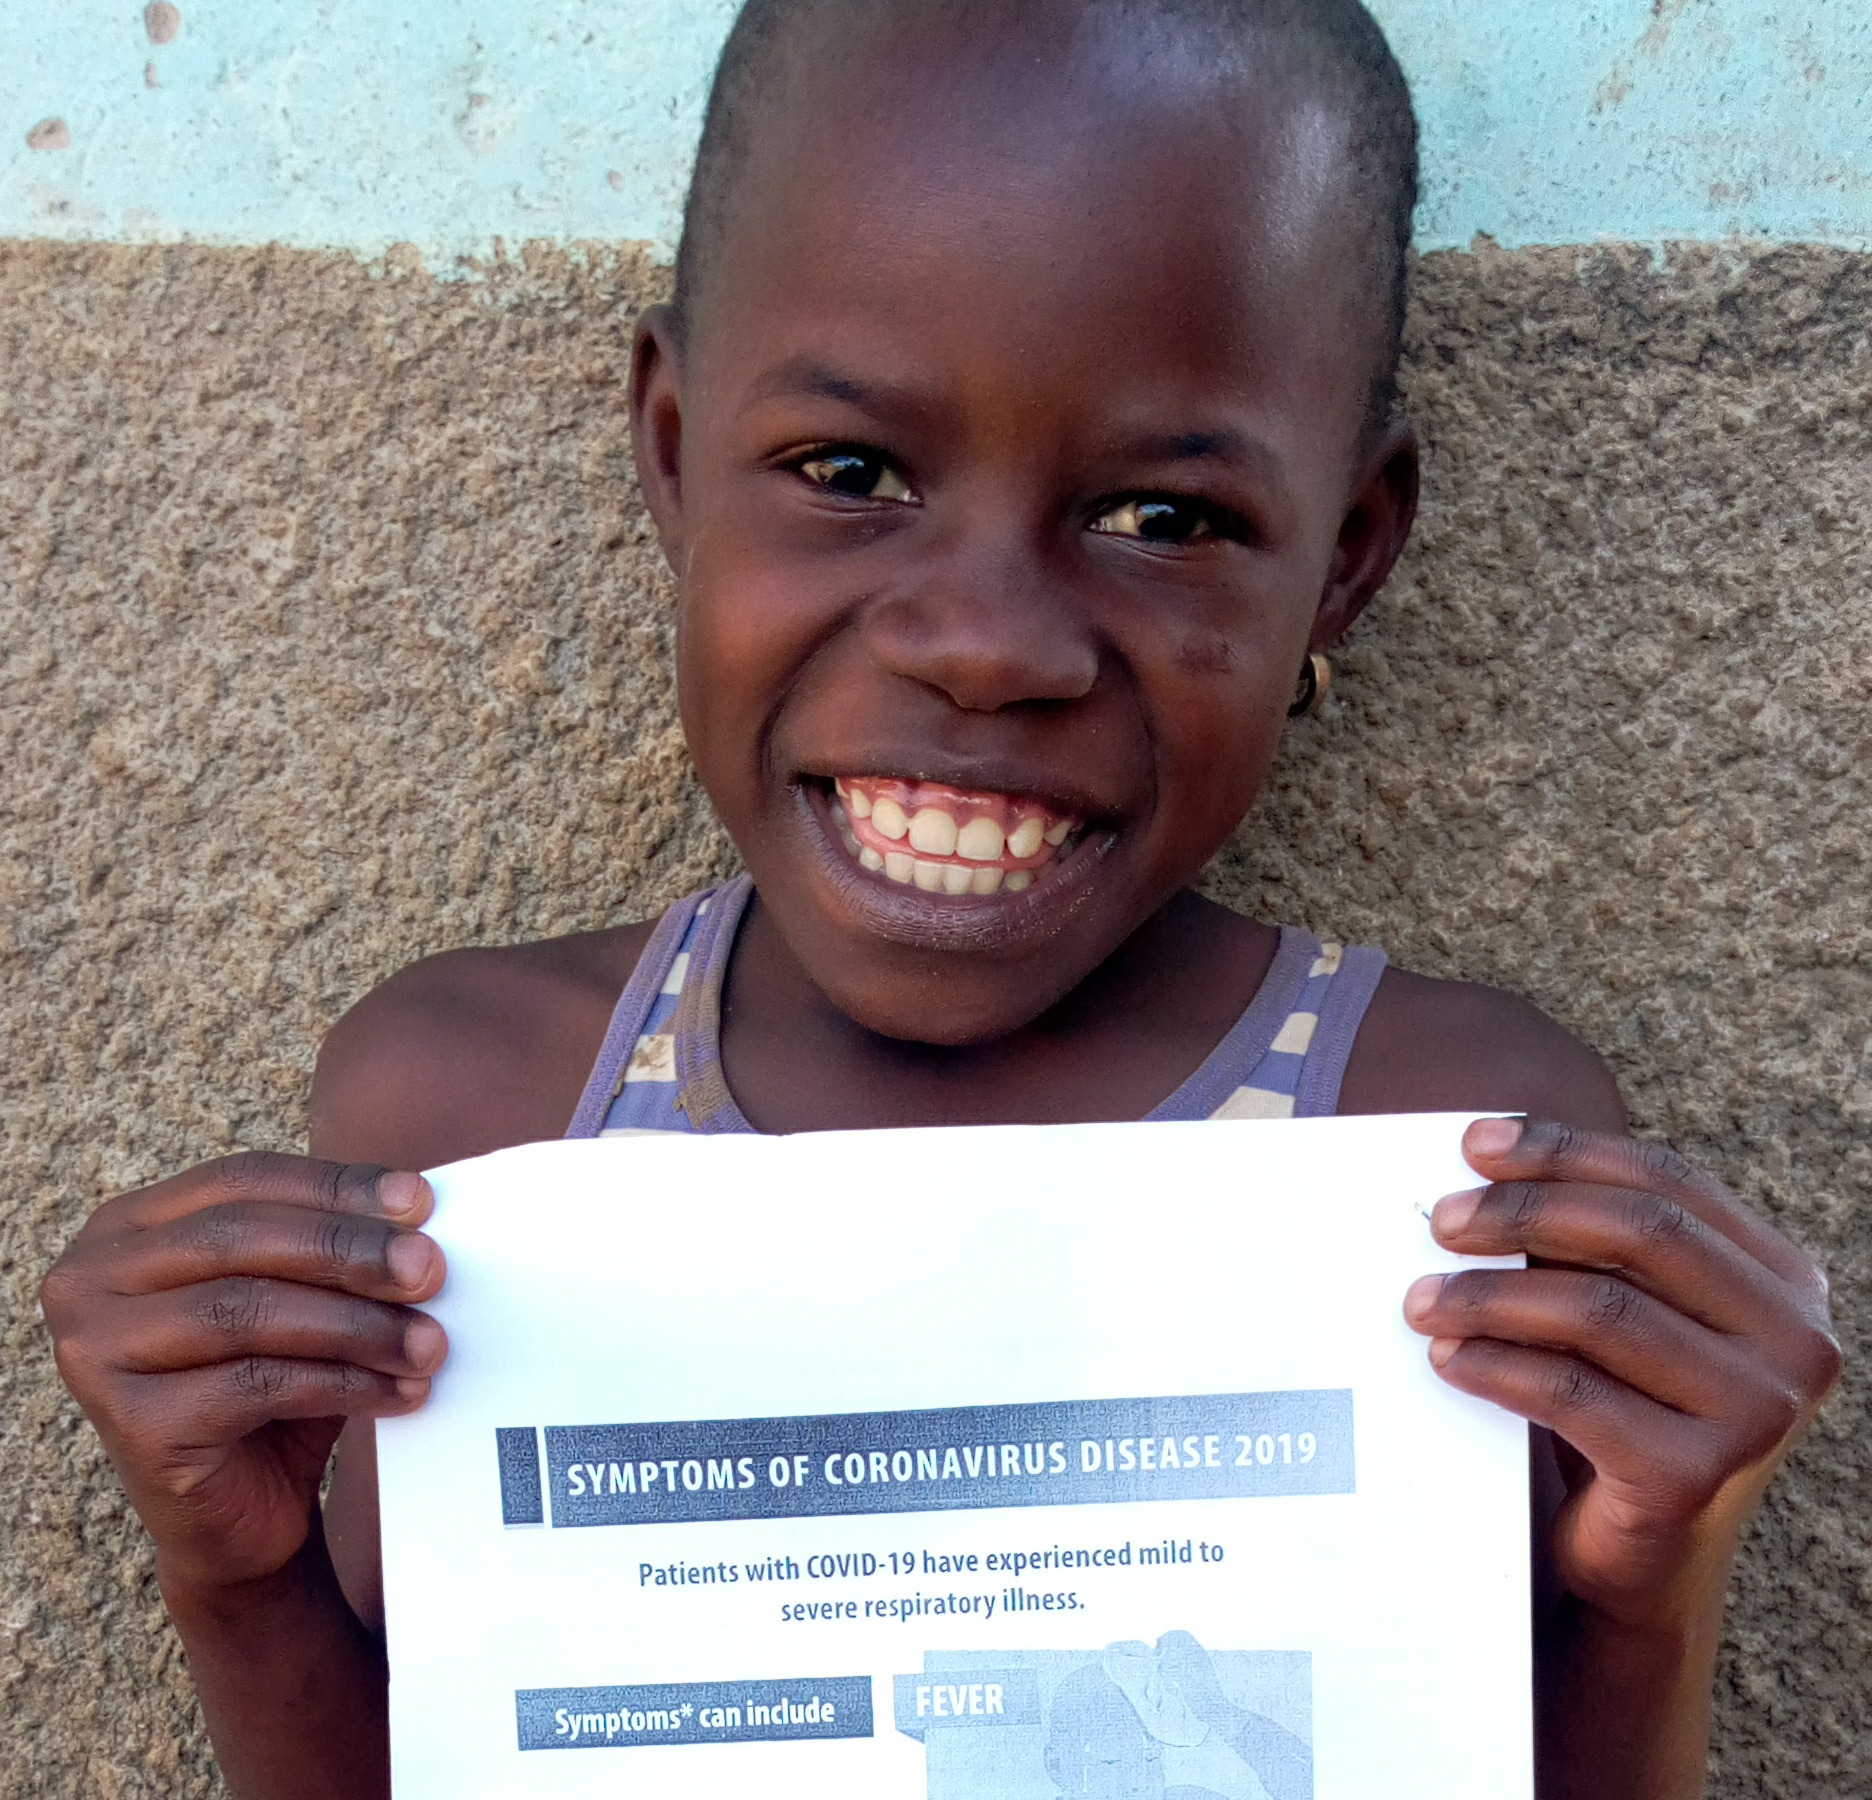 SYMPTOMS OF CORONAVIRUS DISEASE 2019
Patients with COVID-19 have experienced mild to
severe respiratory illness.
Symptoms* can include
FEVER